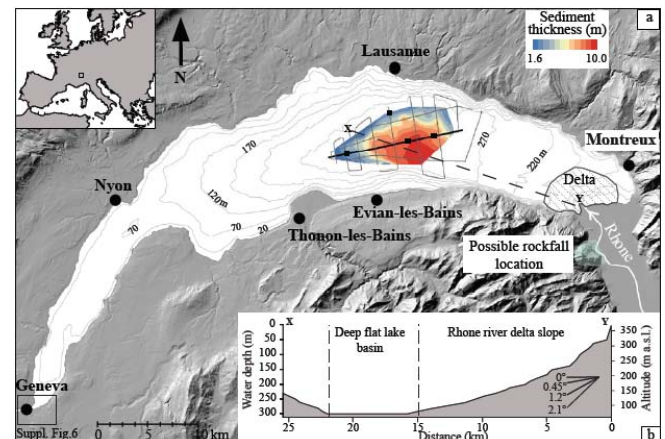 a
Sediment
thickness (m)
1.6 10.0
N
Lausanne
X
170
270
220 m
Montreux
120m
Nyon
70
70
20
Delta
Y
Evian-les-Bains
Thonon-les-Bains
Rhone
Possible rockfall
location
Geneva
Suppl. Fig.6
0 5 10 km
X Y
Deep flat lake
basin
Rhone river delta slope
Water depth (m)
0
50
100
150
200
250
300
350
300
250
200
150
100
Altitude (m a.s.l.)
0°
0.45°
1.2°
2.1°
25 20 15 10 5 0
Distance (km)
b